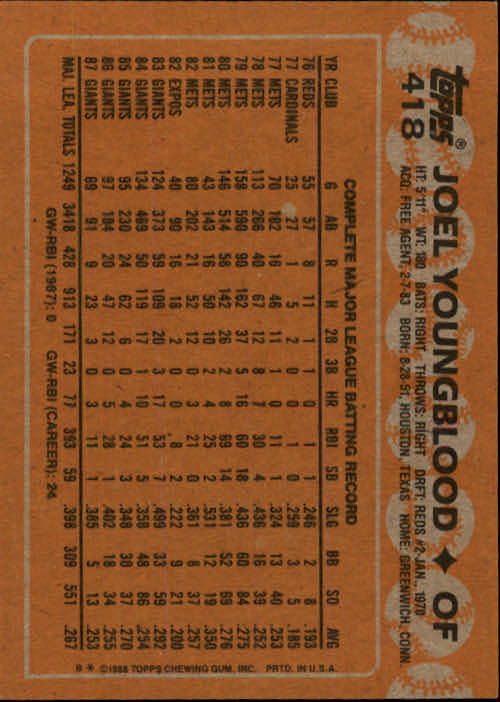 Topps® JOEL YOUNGBLOOD ✦ OF
418 HT: 5'11" WT: 180 BATS: RIGHT THROWS: RIGHT DRFT: REDS #2-JAN., 1970
ACQ: FREE AGENT, 2-7-83 BORN: 8-28-51, HOUSTON, TEXAS HOME: GREENWICH, CONN.
COMPLETE MAJOR LEAGUE BATTING RECORD
YR CLUB G AB R H 2B 3B HR RBI SB SLG BB SO AVG
76 REDS 55 57 8 11 1 1 0 1 1 .246 2 8 .193
77 CARDINALS 25 27 1 5 2 0 0 1 0 .259 3 5 .185
77 METS 70 182 16 46 11 1 0 11 1 .324 13 40 .253
78 METS 113 266 40 67 12 8 7 30 4 .436 16 39 .252
79 METS 158 590 90 162 37 5 16 60 18 .436 60 84 .275
80 METS 146 514 58 142 26 2 8 69 14 .381 52 69 .276
81 METS 43 143 16 50 10 2 4 25 2 .531 12 19 .350
82 METS 80 202 21 52 12 0 3 21 0 .361 8 37 .257
82 EXPOS 40 90 16 18 2 0 0 8 2 .222 9 21 .200
83 GIANTS 124 373 59 109 20 3 17 53 7 .499 33 59 .292
84 GIANTS 134 469 50 119 17 1 10 51 5 .358 48 86 .254
85 GIANTS 95 230 24 62 6 0 4 24 3 .348 30 37 .270
86 GIANTS 97 184 20 47 12 0 5 28 1 .402 18 34 .255
87 GIANTS 69 91 9 23 3 0 3 11 1 .385 5 13 .253
MAJ. LEA. TOTALS 1249 3418 428 913 171 23 77 393 59 .398 309 551 .267
GW-RBI (1987): 0 GW-RBI (CAREER): 24
B * ©1988 TOPPS CHEWING GUM, INC. PRTD. IN U.S.A.